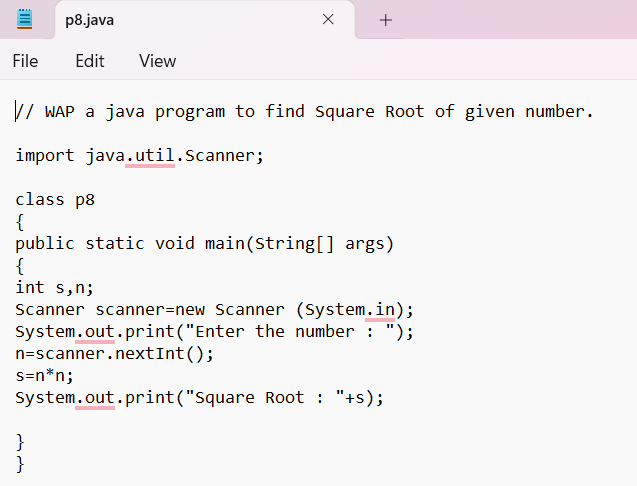 p8.java
File Edit View
// WAP a java program to find Square Root of given number.
import java.util.Scanner;
class p8
{
public static void main(String[] args)
{
int s,n;
Scanner scanner=new Scanner (System.in);
System.out.print("Enter the number : ");
n=scanner.nextInt();
s=n*n;
System.out.print("Square Root : "+s);
}
}